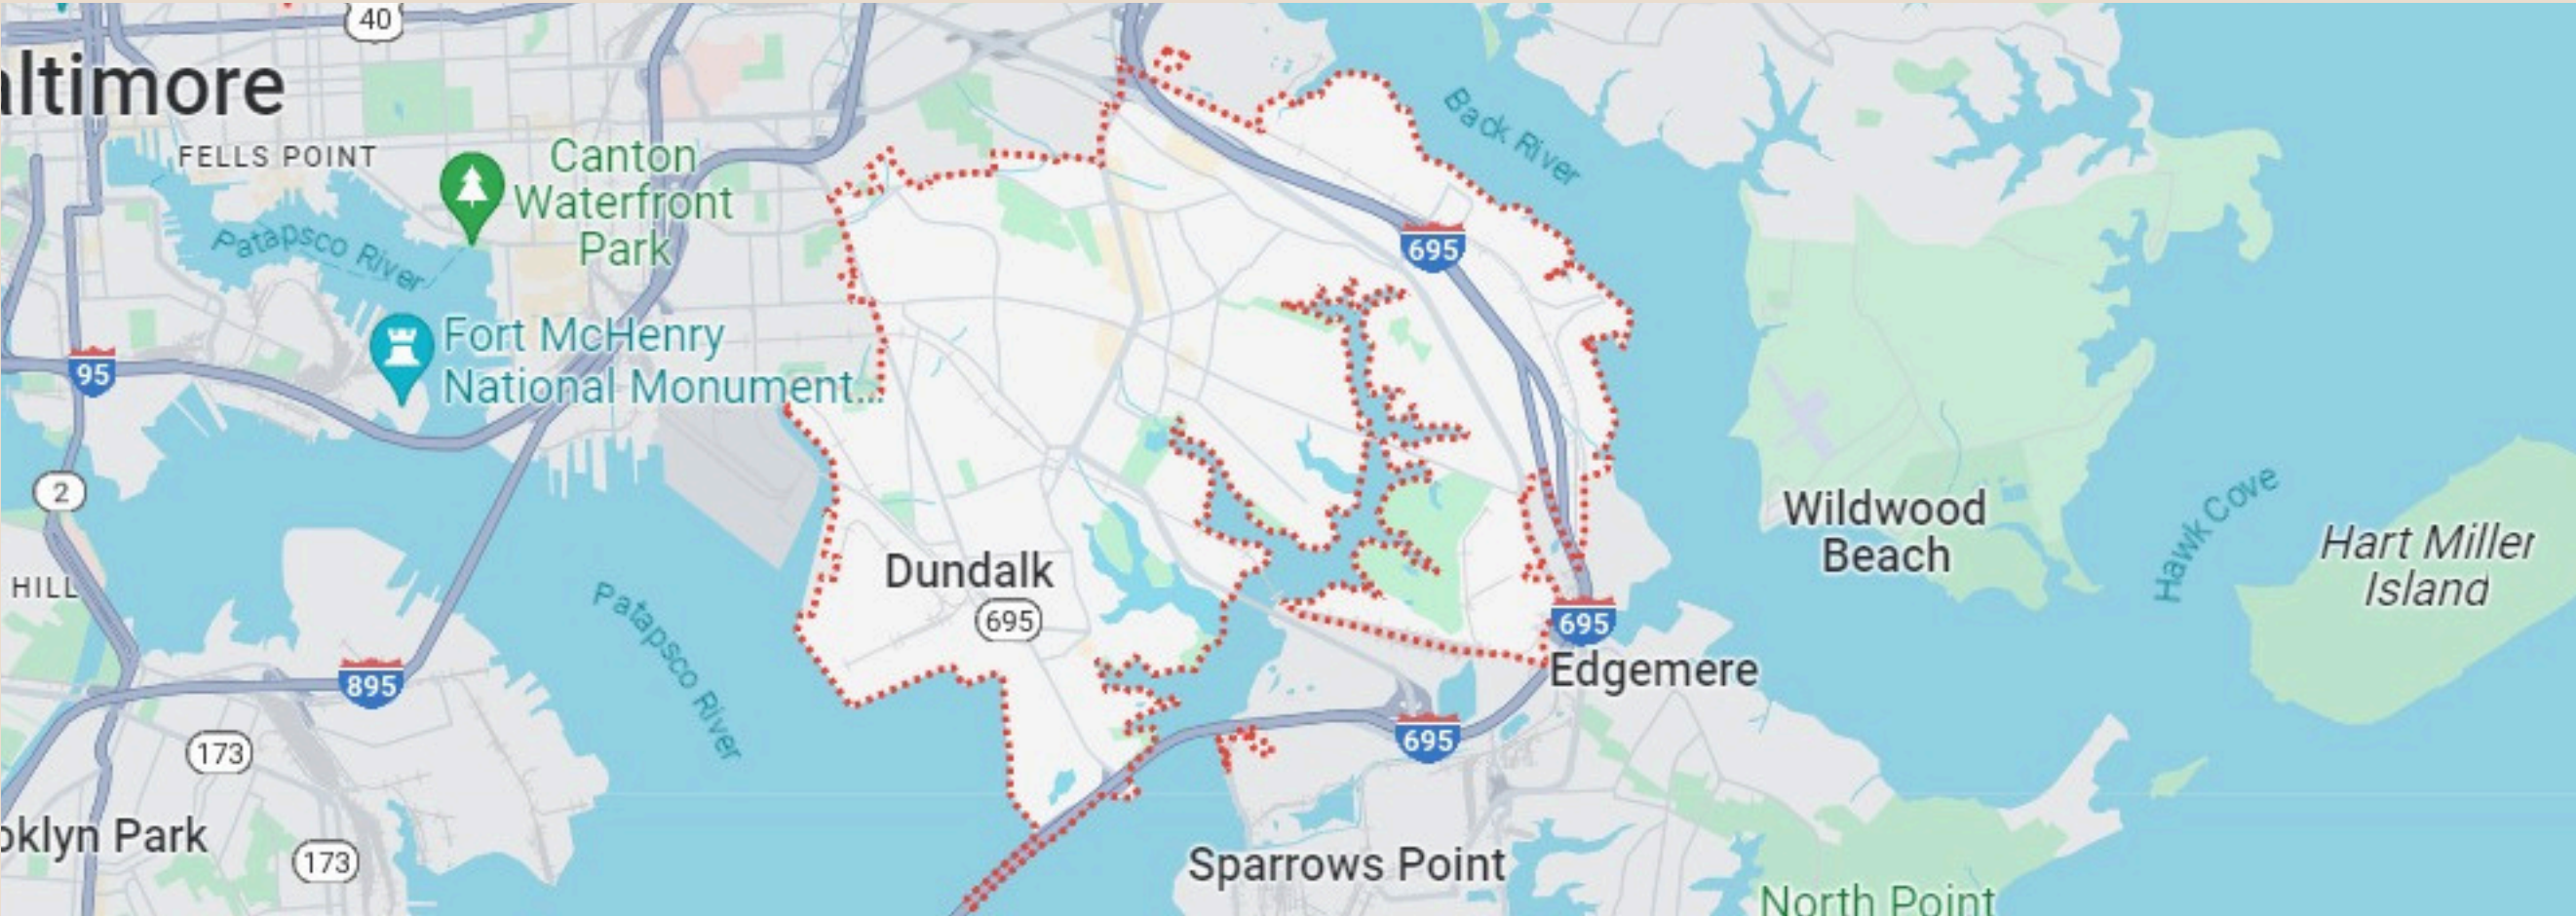 40
altimore
FELLS POINT
Canton
Waterfront
Park
Back River
Patapsco River
695
Fort McHenry
National Monument...
95
2
Wildwood
Beach
Hawk Cove
Hart Miller
Island
HILL
Dundalk
695
Patapsco River
695
Edgemere
895
173
695
oklyn Park
173
Sparrows Point
North Point